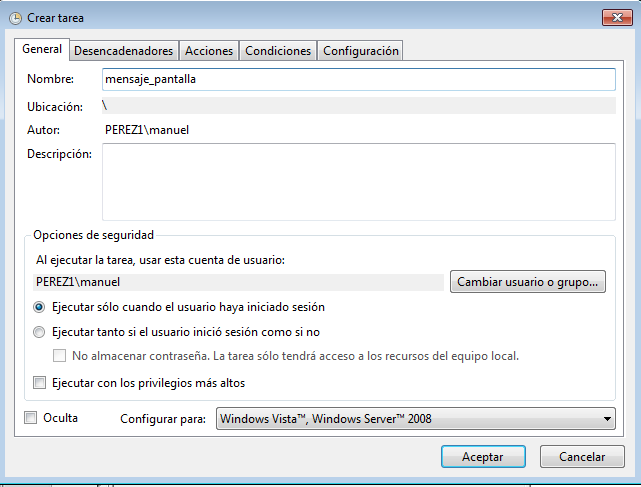 Crear tarea
General Desencadenadores Acciones Condiciones Configuración
Nombre: mensaje_pantalla
Ubicación: \
Autor: PEREZ1\manuel
Descripción:
Opciones de seguridad
Al ejecutar la tarea, usar esta cuenta de usuario:
PEREZ1\manuel Cambiar usuario o grupo...
Ejecutar sólo cuando el usuario haya iniciado sesión
Ejecutar tanto si el usuario inició sesión como si no
No almacenar contraseña. La tarea sólo tendrá acceso a los recursos del equipo local.
Ejecutar con los privilegios más altos
Oculta Configurar para: Windows Vista™, Windows Server™ 2008
Aceptar Cancelar